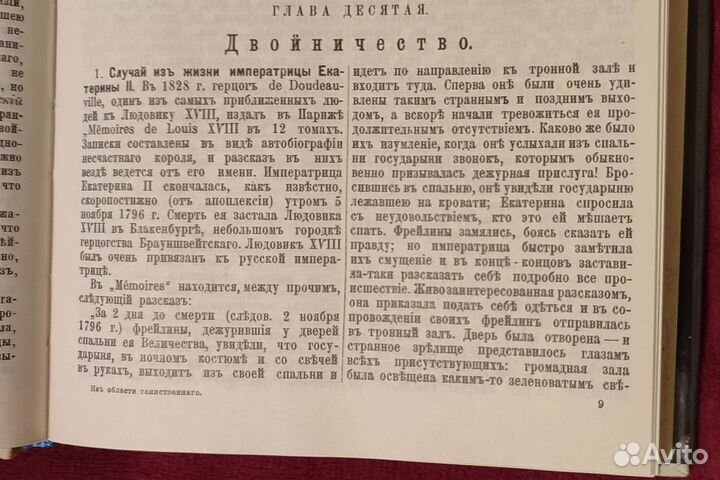 ГЛАВА ДЕСЯТАЯ.
Двойничество.
1. Случай изъ жизни императрицы Ека-
терины II. Въ 1828 г. герцогъ de Doudeau-
ville, одинъ изъ самыхъ приближенныхъ лю-
дей къ Людовику XVIII, издалъ въ Парижѣ
„Mémoires de Louis XVIII въ 12 томахъ.
Записки составлены въ видѣ автобіографіи
несчастнаго короля, и разсказъ въ нихъ
вездѣ ведется отъ его имени. Императрица
Екатерина II скончалась, какъ извѣстно,
скоропостижно (отъ апоплексіи) утромъ 5
ноября 1796 г. Смерть ея застала Людовика
XVIII въ Блакенбургѣ, небольшомъ городкѣ
герцогства Брауншвейгскаго. Людовикъ XVIII
былъ очень привязанъ къ русской импера-
трицѣ.
Въ „Mémoires" находится, между прочимъ,
слѣдующій разсказъ:
„За 2 дня до смерти (слѣдов. 2 ноября
1796 г.) фрейлины, дежурившія у дверей
спальни ея Величества, увидѣли, что госу-
дарыня, въ ночномъ костюмѣ и со свѣчей
въ рукахъ, выходитъ изъ своей спальни и
Изъ области таинственнаго.
идетъ по направленію къ тронной залѣ и
входитъ туда. Сперва онѣ были очень уди-
влены такимъ страннымъ и позднимъ выхо-
домъ, а вскорѣ начали тревожиться ея про-
должительнымъ отсутствіемъ. Каково же было
ихъ изумленіе, когда онѣ услыхали изъ спаль-
ни государыни звонокъ, которымъ обыкно-
венно призывалась дежурная прислуга! Бро-
сившись въ спальню, онѣ увидѣли государыню
лежавшею на кровати; Екатерина спросила
съ неудовольствіемъ, кто это ей мѣшаетъ
спать. Фрейлины замялись, боясь сказать ей
правду; но императрица быстро замѣтила
ихъ смущеніе и въ концѣ-концовъ застави-
ла-таки разсказать себѣ подробно все про-
исшествіе. Живо заинтересованная разсказомъ,
она приказала подать себѣ одѣться и въ со-
провожденіи своихъ фрейлинъ отправилась
въ тронный залъ. Дверь была отворена—и
странное зрѣлище представилось глазамъ
всѣхъ присутствующихъ: громадная зала
была освѣщена какимъ-то зеленоватымъ свѣ-
9
Avito